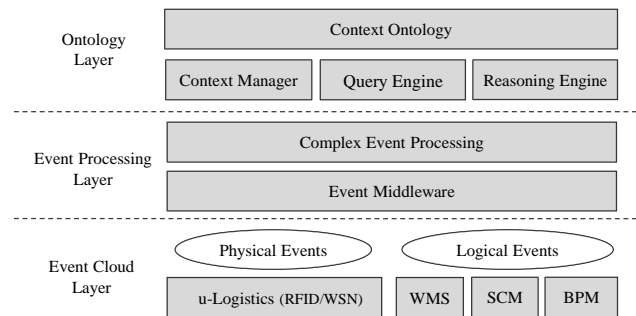 Ontology
Layer
Context Ontology
Context Manager
Query Engine
Reasoning Engine
Event Processing
Layer
Complex Event Processing
Event Middleware
Event Cloud
Layer
Physical Events
Logical Events
u-Logistics (RFID/WSN)
WMS
SCM
BPM